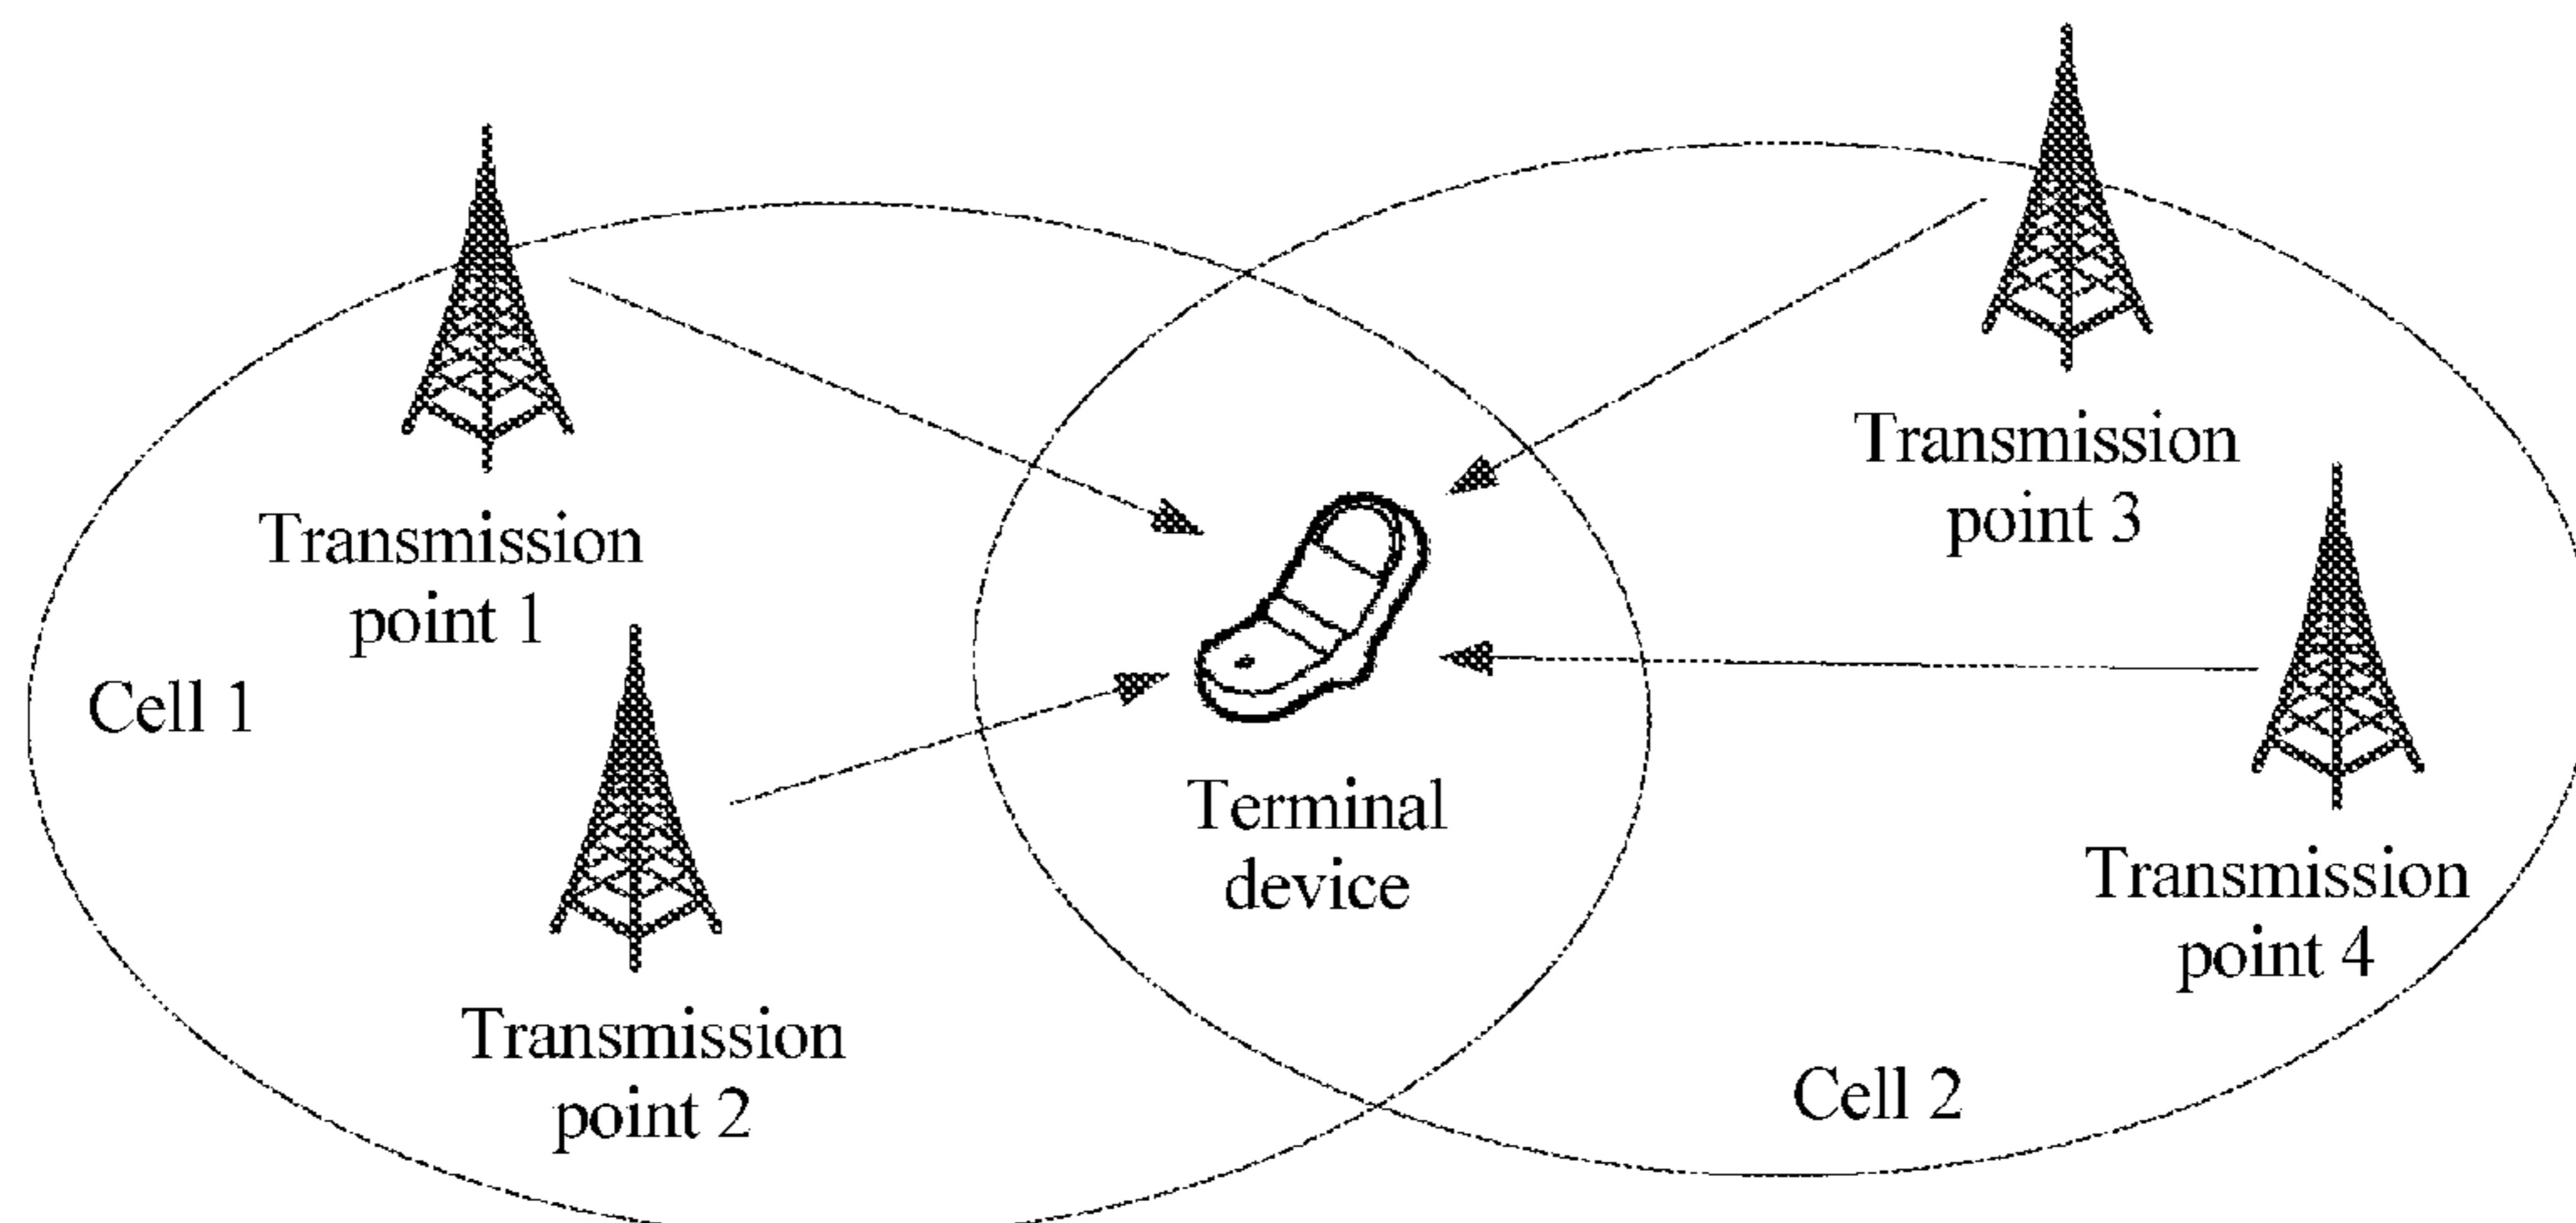 Transmission
point 1
Cell 1
Transmission
point 2
Terminal
device
Transmission
point 3
Transmission
point 4
Cell 2